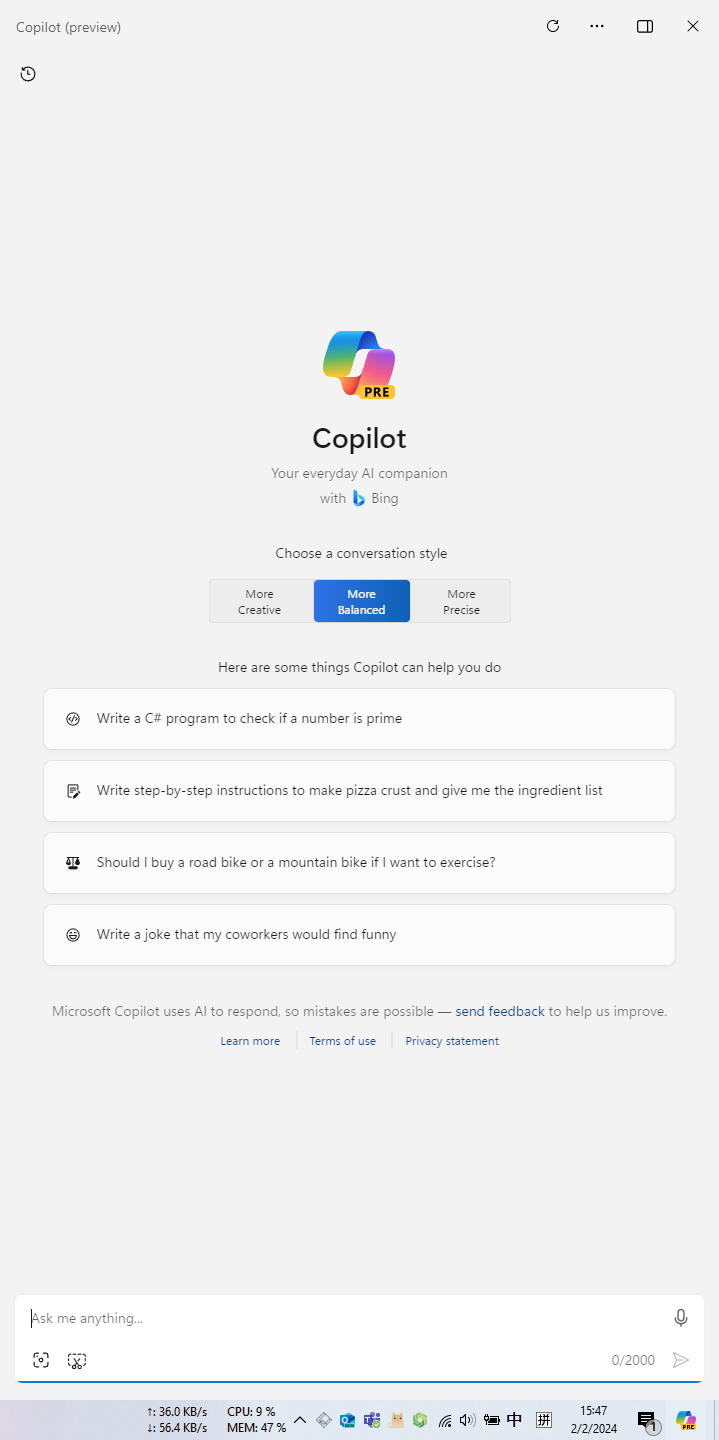 Copilot (preview)
PRE
Copilot
Your everyday AI companion
with Bing
Choose a conversation style
More Creative
More Balanced
More Precise
Here are some things Copilot can help you do
Write a C# program to check if a number is prime
Write step-by-step instructions to make pizza crust and give me the ingredient list
Should I buy a road bike or a mountain bike if I want to exercise?
Write a joke that my coworkers would find funny
Microsoft Copilot uses AI to respond, so mistakes are possible — send feedback to help us improve.
Learn more Terms of use Privacy statement
Ask me anything...
0/2000
↑: 36.0 KB/s CPU: 9 %
↓: 56.4 KB/s MEM: 47 %
中 拼
15:47
2/2/2024
1
PRE